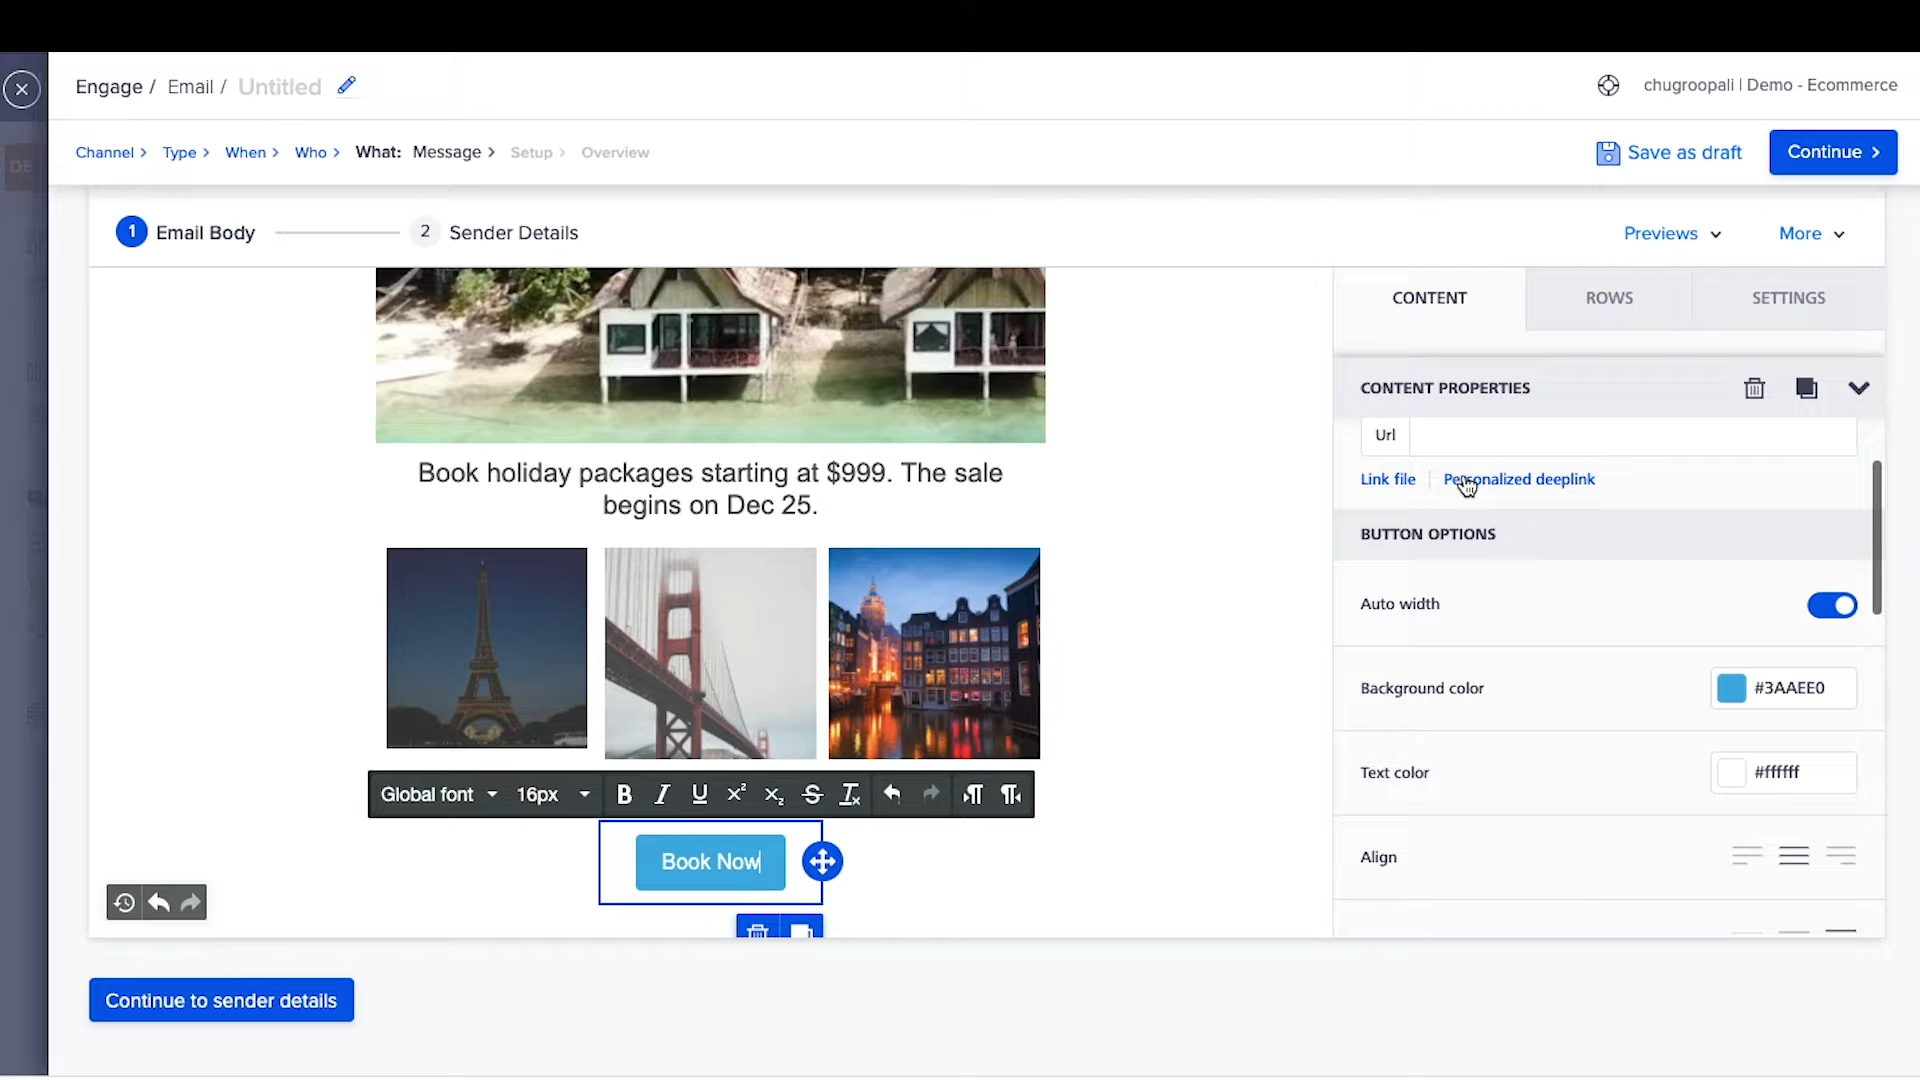 Engage / Email / Untitled
chugroopali | Demo - Ecommerce
Channel > Type > When > Who > What: Message > Setup > Overview
Save as draft
Continue >
1 Email Body
2 Sender Details
Previews
More
CONTENT
ROWS
SETTINGS
CONTENT PROPERTIES
Url
Link file | Personalized deeplink
BUTTON OPTIONS
Auto width
Background color
#3AAEE0
Text color
#ffffff
Align
Book holiday packages starting at $999. The sale
begins on Dec 25.
Global font 16px B I U x² x₂ S Tx
Book Now
Continue to sender details